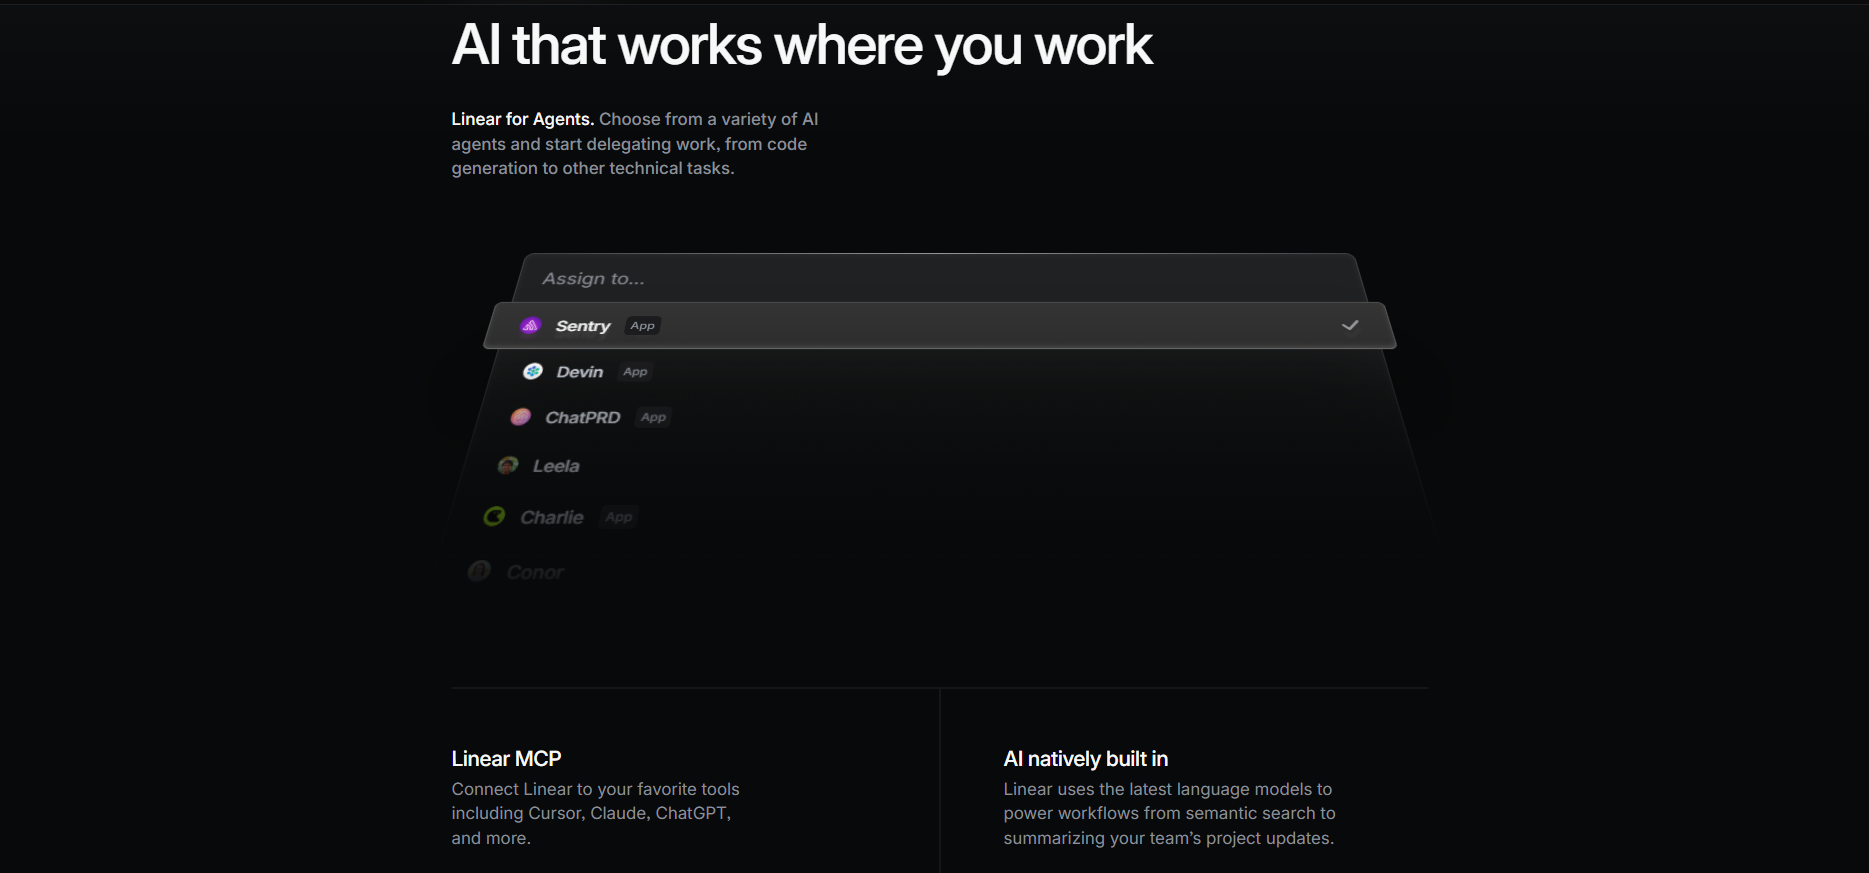 AI that works where you work
Linear for Agents. Choose from a variety of AI
agents and start delegating work, from code
generation to other technical tasks.
Assign to...
Sentry App
Devin App
ChatPRD App
Leela
Charlie App
Conor
Linear MCP
Connect Linear to your favorite tools
including Cursor, Claude, ChatGPT,
and more.
AI natively built in
Linear uses the latest language models to
power workflows from semantic search to
summarizing your team’s project updates.